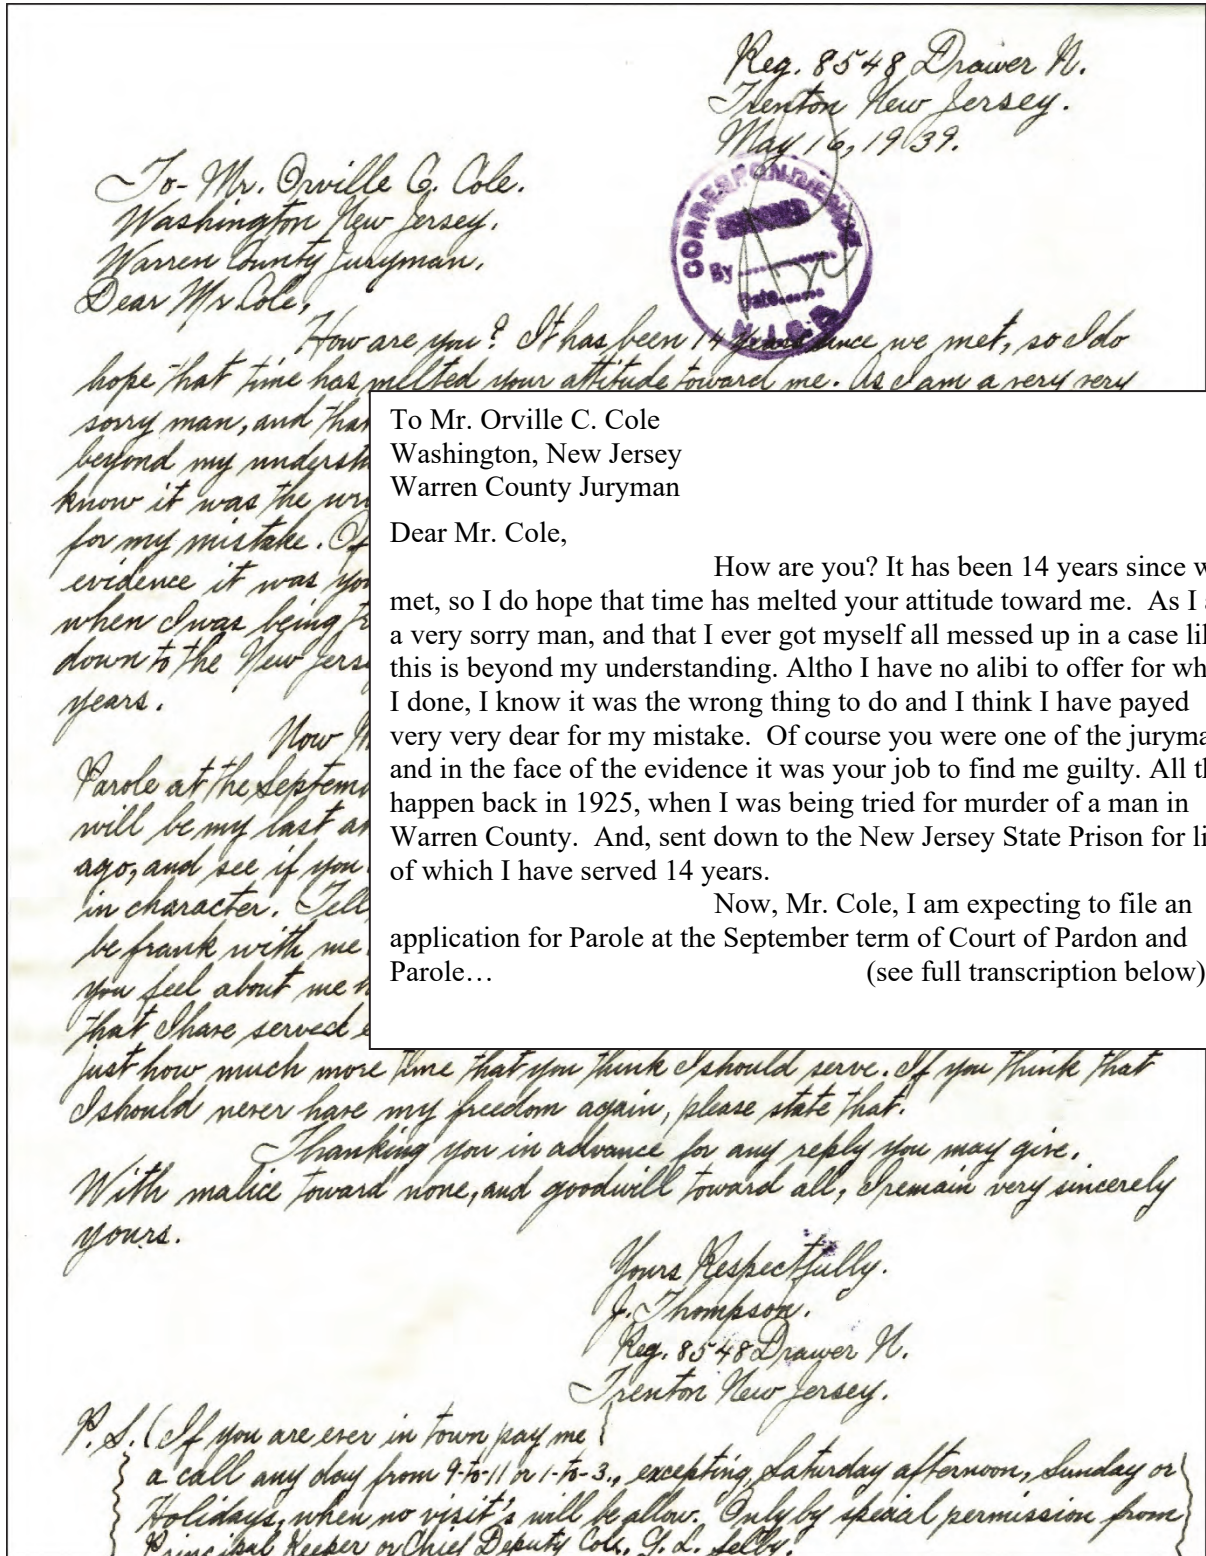 Reg. 8548 Drawer N.
Trenton New Jersey.
May 16, 1939.
CORRESPONDENCE
By
Date
N.J.S.P.
To- Mr. Orville C. Cole.
Washington New Jersey.
Warren County Juryman.
Dear Mr Cole,
How are you? It has been 14 years since we met, so I do
hope that time has melted your attitude toward me. As I am a very very
sorry man, and that
beyond my underst
know it was the wr
for my mistake. Of
evidence it was you
when I was being tr
down to the New Jers
years.
Now M
Parole at the Septem
will be my last a
ago, and see if you
in character. Tell
be frank with me
you feel about me h
that I have served e
just how much more time that you think I should serve. If you think that
I should never have my freedom again, please state that.
Thanking you in advance for any reply you may give.
With malice toward none, and goodwill toward all, I remain very sincerely
yours.
Yours Respectfully.
J. Thompson.
Reg. 8548 Drawer N.
Trenton New Jersey.
P.S. (If you are ever in town pay me
a call any day from 9-to-11 or 1-to-3., excepting, Saturday afternoon, Sunday or
Holidays, when no visit's will be allow. Only by special permission from
Principal Keeper or Chief Deputy Col. G. L. Selby.
To Mr. Orville C. Cole
Washington, New Jersey
Warren County Juryman
Dear Mr. Cole,
How are you? It has been 14 years since w
met, so I do hope that time has melted your attitude toward me. As I a
a very sorry man, and that I ever got myself all messed up in a case lik
this is beyond my understanding. Altho I have no alibi to offer for wh
I done, I know it was the wrong thing to do and I think I have payed
very very dear for my mistake. Of course you were one of the juryma
and in the face of the evidence it was your job to find me guilty. All th
happen back in 1925, when I was being tried for murder of a man in
Warren County. And, sent down to the New Jersey State Prison for li
of which I have served 14 years.
Now, Mr. Cole, I am expecting to file an
application for Parole at the September term of Court of Pardon and
Parole… (see full transcription below)